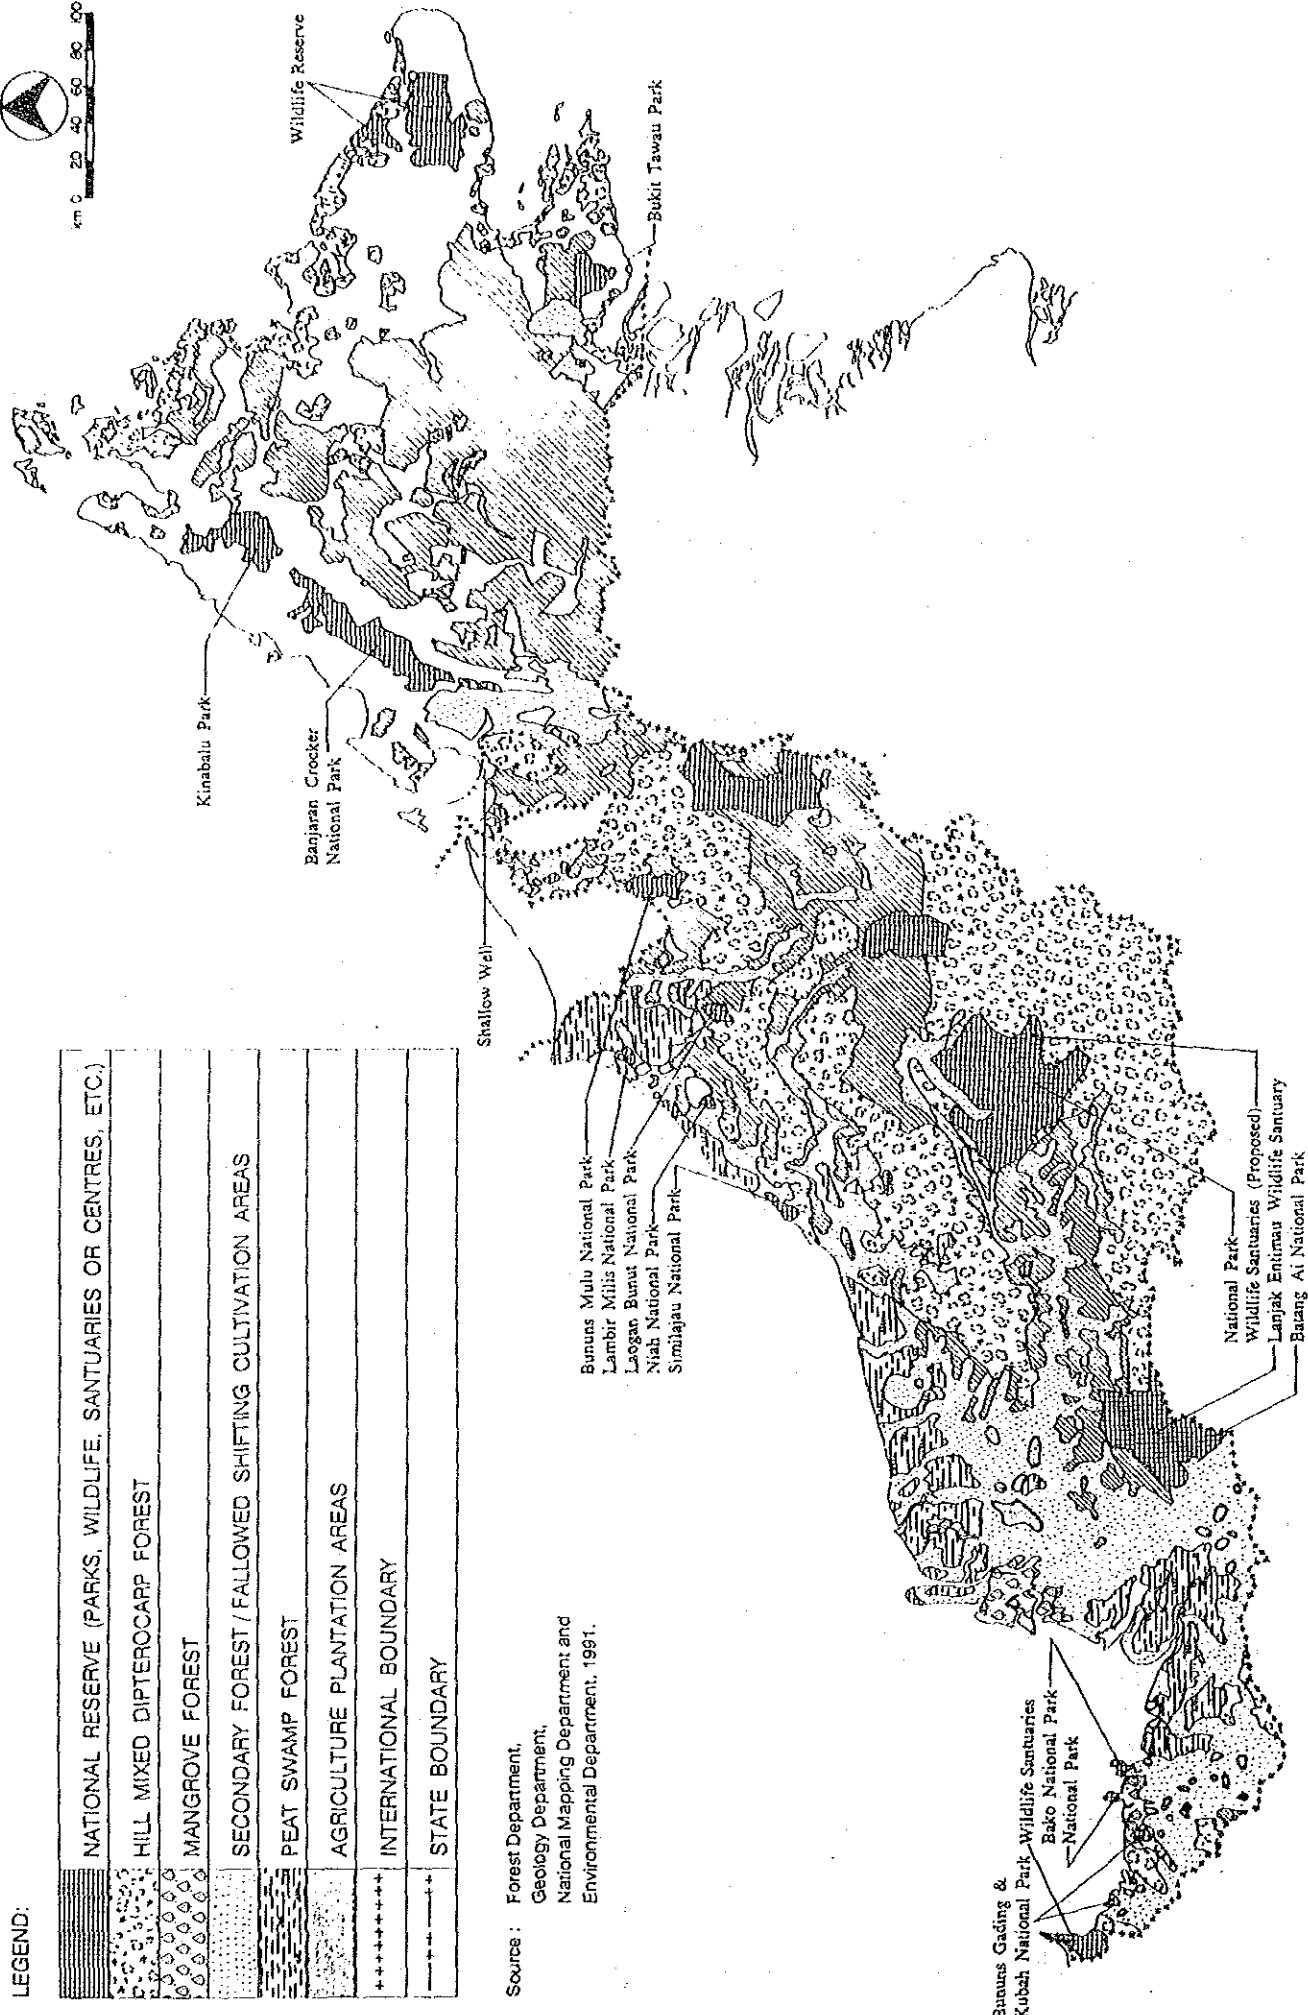 LEGEND:
NATIONAL RESERVE (PARKS, WILDLIFE, SANTUARIES OR CENTRES, ETC.)
HILL MIXED DIPTEROCARP FOREST
MANGROVE FOREST
SECONDARY FOREST / FALLOWED SHIFTING CULTIVATION AREAS
PEAT SWAMP FOREST
AGRICULTURE PLANTATION AREAS
INTERNATIONAL BOUNDARY
STATE BOUNDARY
Source : Forest Department,
Geology Department,
National Mapping Department and
Environmental Department, 1991.
km 0 20 40 60 80 100
Kinabalu Park
Wildlife Reserve
Banjaran Crocker
National Park
Bukit Tawau Park
Shallow Well
Bununs Mulu National Park
Lambir Milis National Park
Laogan Bunut National Park
Niah National Park
Similajau National Park
Bununs Gading &
Kubah National Park Wildlife Santuaries
Bako National Park
National Park
National Park
Wildlife Santuaries (Proposed)
Lanjak Entimau Wildlife Santuary
Batang Ai National Park